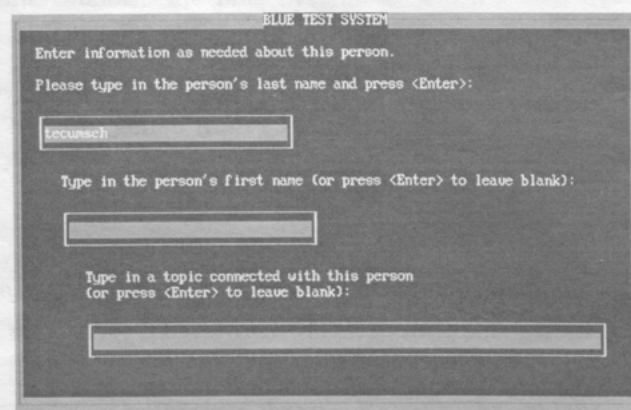 BLUE TEST SYSTEM
Enter information as needed about this person.
Please type in the person's last name and press <Enter>:
tecumseh
Type in the person's first name (or press <Enter> to leave blank):
Type in a topic connected with this person
(or press <Enter> to leave blank):